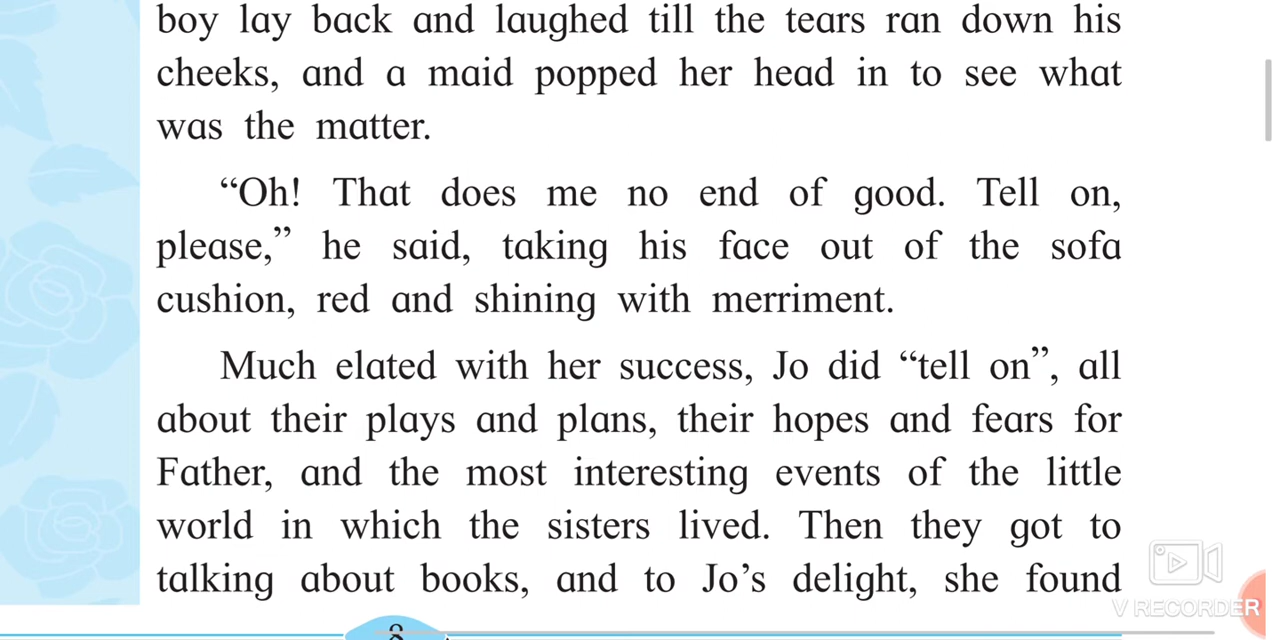 boy lay back and laughed till the tears ran down his
cheeks, and a maid popped her head in to see what
was the matter.
“Oh! That does me no end of good. Tell on,
please,” he said, taking his face out of the sofa
cushion, red and shining with merriment.
Much elated with her success, Jo did “tell on”, all
about their plays and plans, their hopes and fears for
Father, and the most interesting events of the little
world in which the sisters lived. Then they got to
talking about books, and to Jo’s delight, she found
V RECORDER